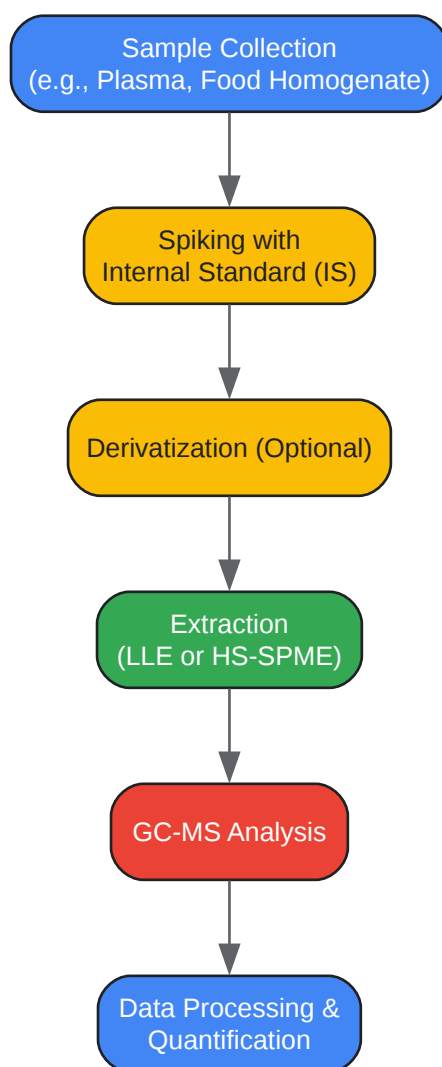 Sample Collection
(e.g., Plasma, Food Homogenate)
Spiking with
Internal Standard (IS)
Derivatization (Optional)
Extraction
(LLE or HS-SPME)
GC-MS Analysis
Data Processing &
Quantification